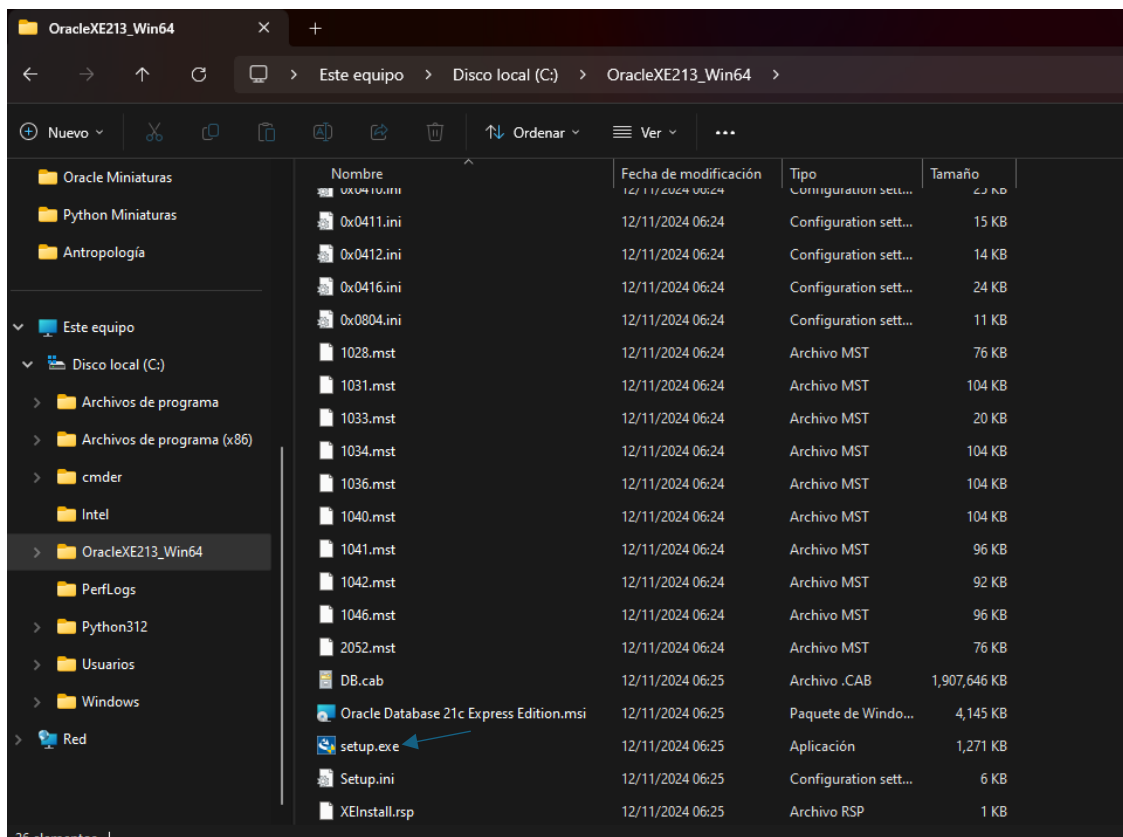 OracleXE213_Win64
Este equipo > Disco local (C:) > OracleXE213_Win64 >
Nuevo Ordenar Ver
Oracle Miniaturas
Python Miniaturas
Antropología
Este equipo
Disco local (C:)
Archivos de programa
Archivos de programa (x86)
cmder
Intel
OracleXE213_Win64
PerfLogs
Python312
Usuarios
Windows
Red
Nombre Fecha de modificación Tipo Tamaño
0x0410.ini 12/11/2024 06:24 Configuration sett... 25 KB
0x0411.ini 12/11/2024 06:24 Configuration sett... 15 KB
0x0412.ini 12/11/2024 06:24 Configuration sett... 14 KB
0x0416.ini 12/11/2024 06:24 Configuration sett... 24 KB
0x0804.ini 12/11/2024 06:24 Configuration sett... 11 KB
1028.mst 12/11/2024 06:24 Archivo MST 76 KB
1031.mst 12/11/2024 06:24 Archivo MST 104 KB
1033.mst 12/11/2024 06:24 Archivo MST 20 KB
1034.mst 12/11/2024 06:24 Archivo MST 104 KB
1036.mst 12/11/2024 06:24 Archivo MST 104 KB
1040.mst 12/11/2024 06:24 Archivo MST 104 KB
1041.mst 12/11/2024 06:24 Archivo MST 96 KB
1042.mst 12/11/2024 06:24 Archivo MST 92 KB
1046.mst 12/11/2024 06:24 Archivo MST 96 KB
2052.mst 12/11/2024 06:24 Archivo MST 76 KB
DB.cab 12/11/2024 06:25 Archivo .CAB 1,907,646 KB
Oracle Database 21c Express Edition.msi 12/11/2024 06:25 Paquete de Windo... 4,145 KB
setup.exe 12/11/2024 06:25 Aplicación 1,271 KB
Setup.ini 12/11/2024 06:25 Configuration sett... 6 KB
XEInstall.rsp 12/11/2024 06:25 Archivo RSP 1 KB